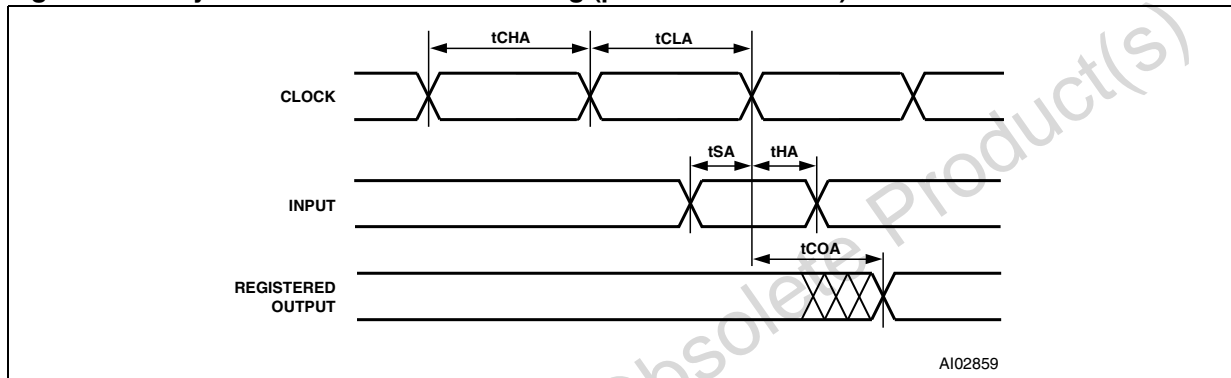 tCHA tCLA
CLOCK
tSA tHA
INPUT
tCOA
REGISTERED
OUTPUT
AI02859
Obsolete Product(s)